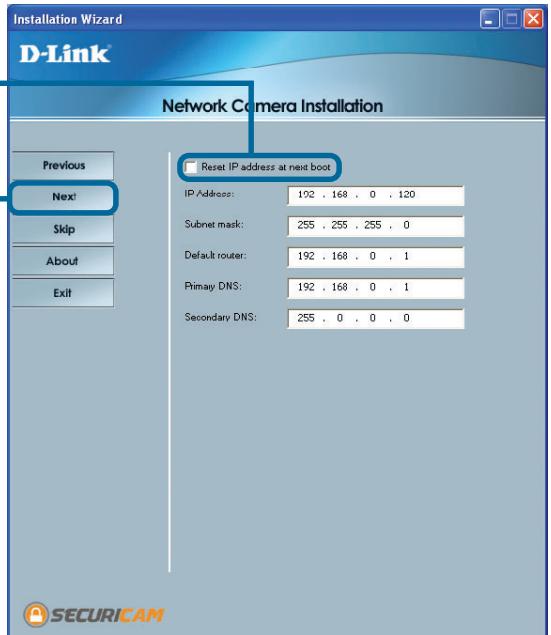 Installation Wizard
D-Link
Network Camera Installation
Previous
Next
Skip
About
Exit
Reset IP address at next boot
IP Address: 192 . 168 . 0 . 120
Subnet mask: 255 . 255 . 255 . 0
Default router: 192 . 168 . 0 . 1
Primary DNS: 192 . 168 . 0 . 1
Secondary DNS: 255 . 0 . 0 . 0
SECURICAM